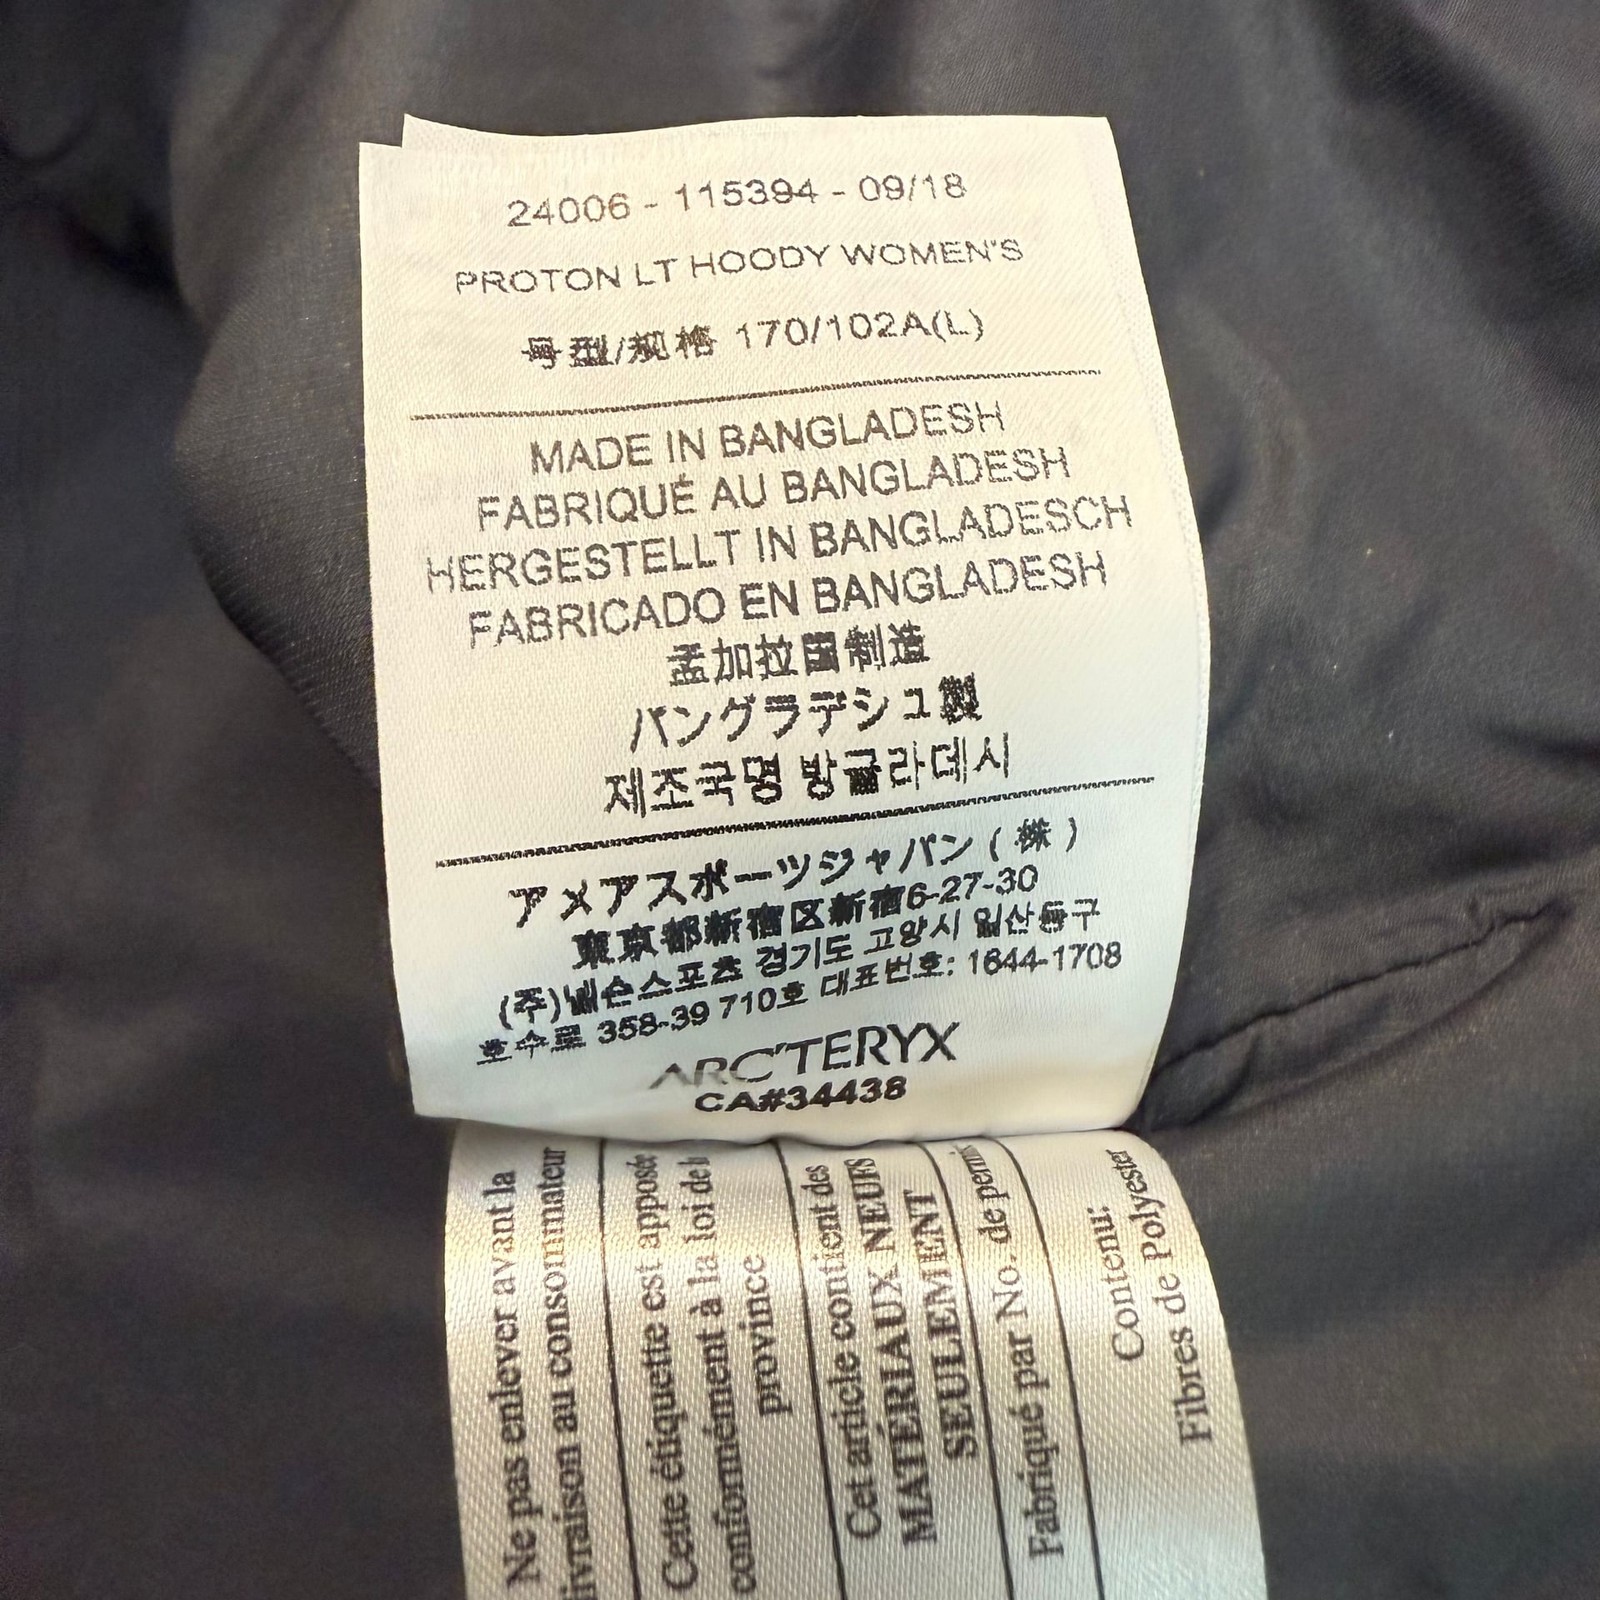 24006 - 115394 - 09/18
PROTON LT HOODY WOMEN'S
号型/规格 170/102A(L)
MADE IN BANGLADESH
FABRIQUÉ AU BANGLADESH
HERGESTELLT IN BANGLADESCH
FABRICADO EN BANGLADESH
孟加拉国制造
バングラデシュ製
제조국명 방글라데시
アメアスポーツジャパン(株)
東京都新宿区新宿6-27-30
(주)넬슨스포츠 경기도 고양시 일산동구
호수로 358-39 710호 대표번호: 1644-1708
ARC'TERYX
CA#34438
Ne pas enlever avant la
livraison au consommateur
Cette étiquette est apposée
conformément à la loi de la
province
Cet article contient des
MATÉRIAUX NEUFS
SEULEMENT
Fabriqué par No. de permis
Contenu:
Fibres de Polyester